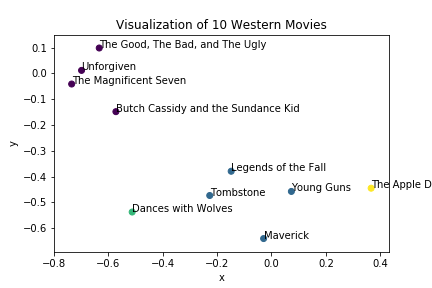 Visualization of 10 Western Movies
0.1
The Good, The Bad, and The Ugly
0.0
Unforgiven
The Magnificent Seven
−0.1
Butch Cassidy and the Sundance Kid
−0.2
−0.3
y
Legends of the Fall
−0.4
The Apple D
Young Guns
Tombstone
−0.5
Dances with Wolves
−0.6
Maverick
−0.8 −0.6 −0.4 −0.2 0.0 0.2 0.4
x